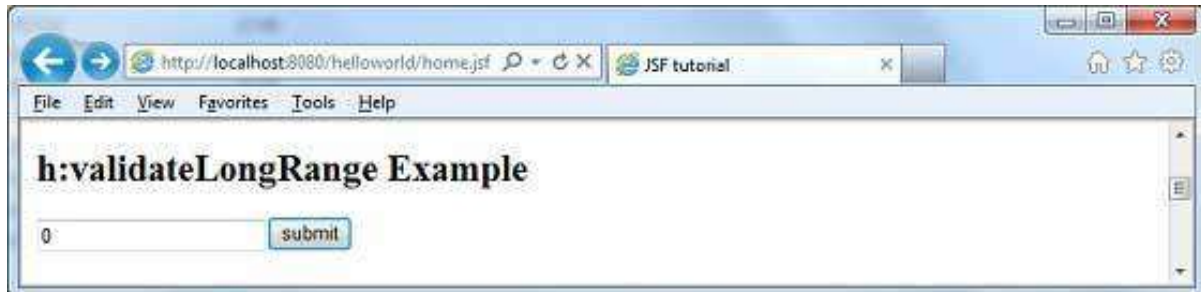 http://localhost:8080/helloworld/home.jsf
JSF tutorial
File Edit View Favorites Tools Help
h:validateLongRange Example
0
submit